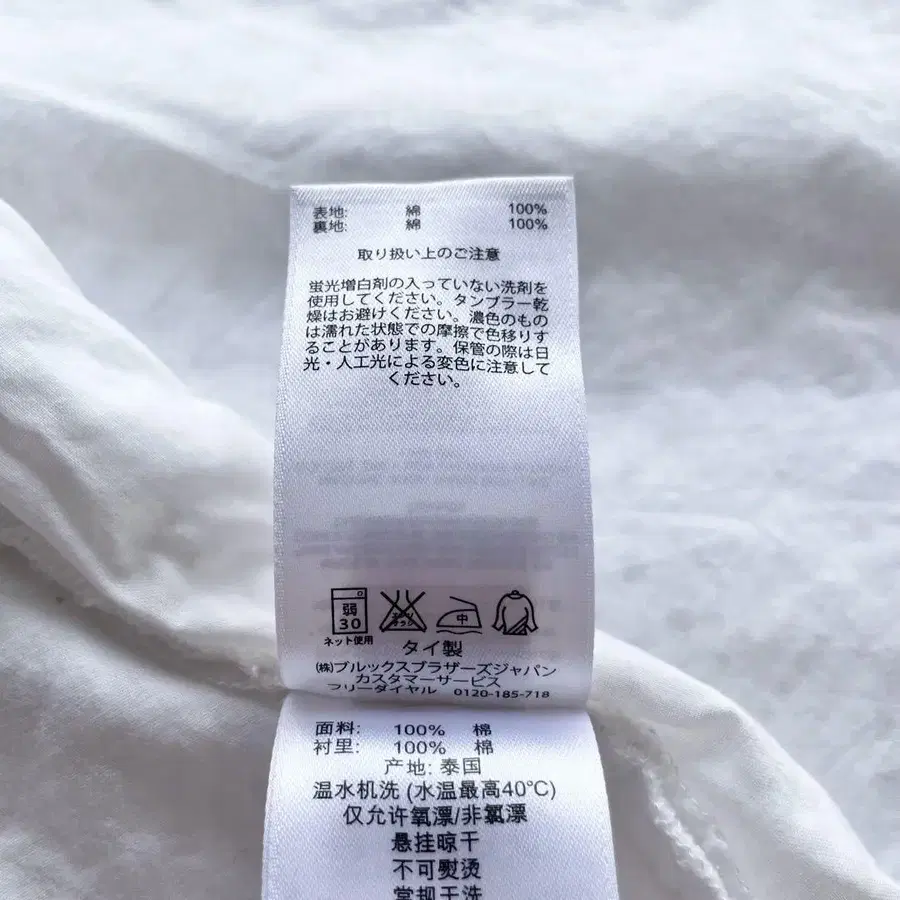 表地: 綿 100%
裏地: 綿 100%
取り扱い上のご注意
蛍光増白剤の入っていない洗剤を
使用してください。タンブラー乾
燥はお避けください。濃色のもの
は濡れた状態での摩擦で色移りす
ることがあります。保管の際は日
光・人工光による変色に注意して
ください。
弱
30
中
ネット使用
タイ製
(株)ブルックスブラザーズジャパン
カスタマーサービス
フリーダイヤル 0120-185-718
面料: 100% 棉
衬里: 100% 棉
产地: 泰国
温水机洗 (水温最高40°C)
仅允许氧漂/非氯漂
悬挂晾干
不可熨烫
常规干洗